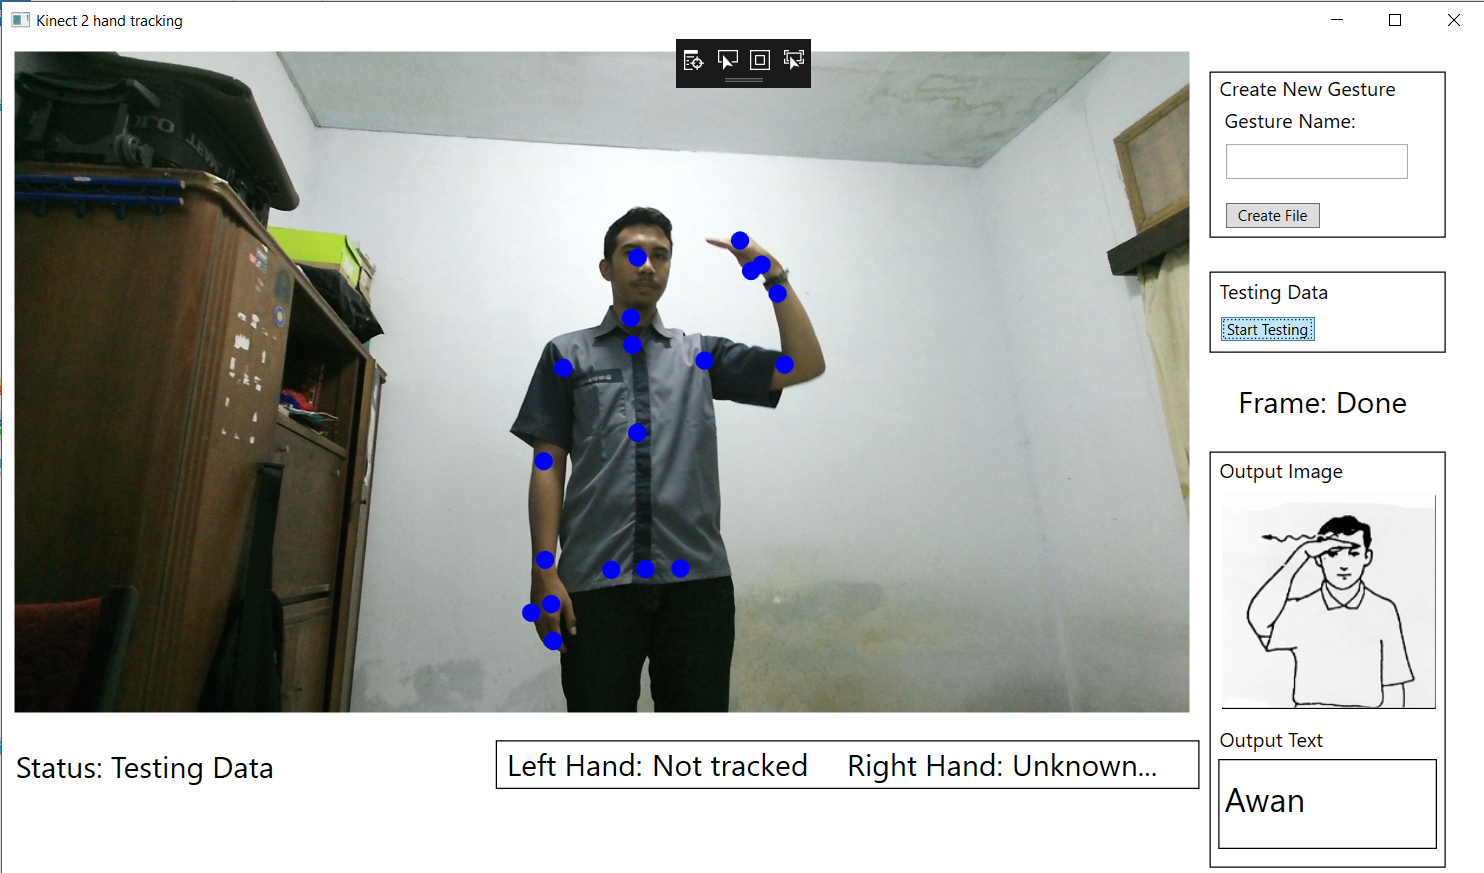 Kinect 2 hand tracking
Create New Gesture
Gesture Name:
Create File
Testing Data
Start Testing
Frame: Done
Output Image
Output Text
Awan
Status: Testing Data
Left Hand: Not tracked
Right Hand: Unknown...